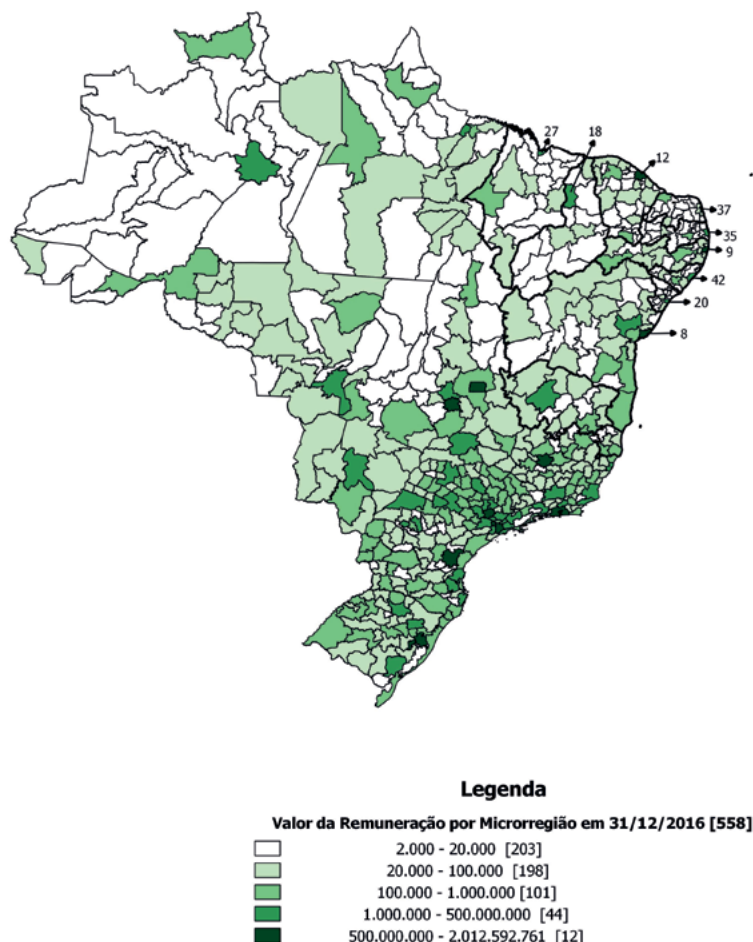 27
18
12
37
35
9
42
20
8
Legenda
Valor da Remuneração por Microrregião em 31/12/2016 [558]
2.000 - 20.000 [203]
20.000 - 100.000 [198]
100.000 - 1.000.000 [101]
1.000.000 - 500.000.000 [44]
500.000.000 - 2.012.592.761 [12]